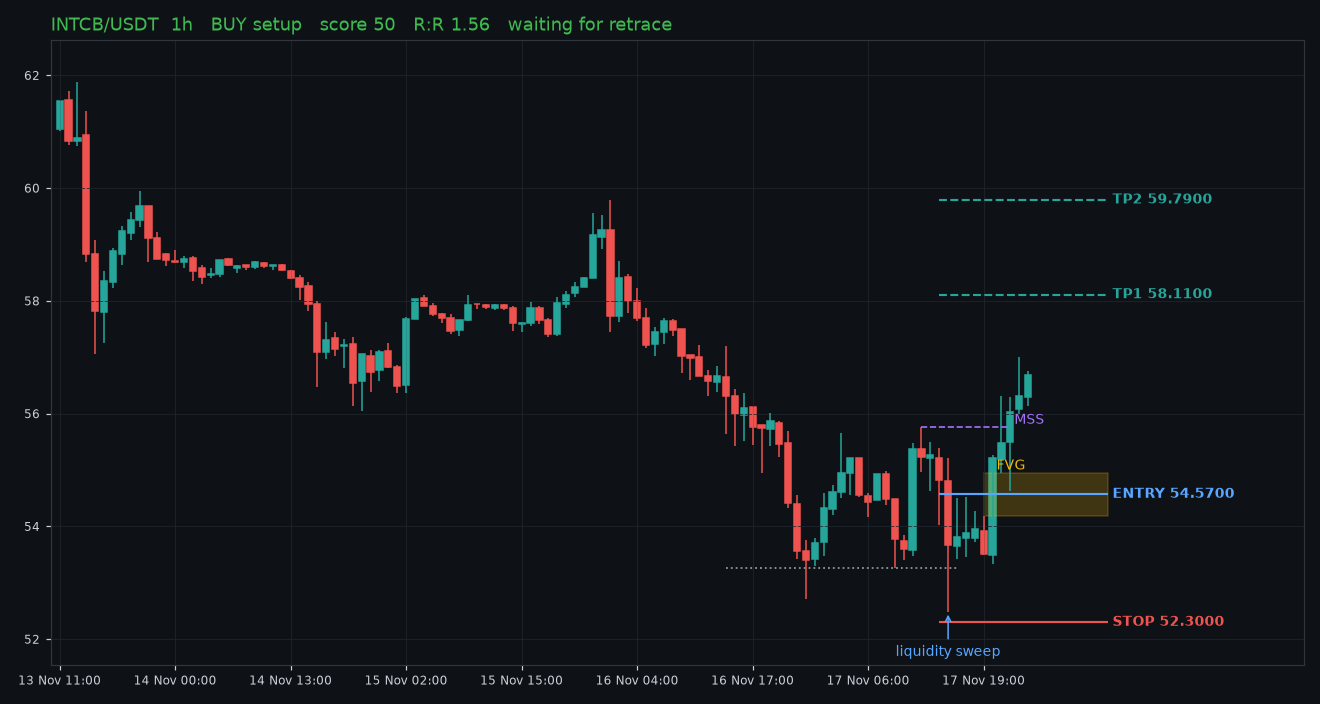 INTCB/USDT  1h   BUY setup   score 50   R:R 1.56   waiting for retrace
62
60
58
56
54
52
TP2 59.7900
TP1 58.1100
MSS
FVG
ENTRY 54.5700
STOP 52.3000
liquidity sweep
13 Nov 11:00
14 Nov 00:00
14 Nov 13:00
15 Nov 02:00
15 Nov 15:00
16 Nov 04:00
16 Nov 17:00
17 Nov 06:00
17 Nov 19:00